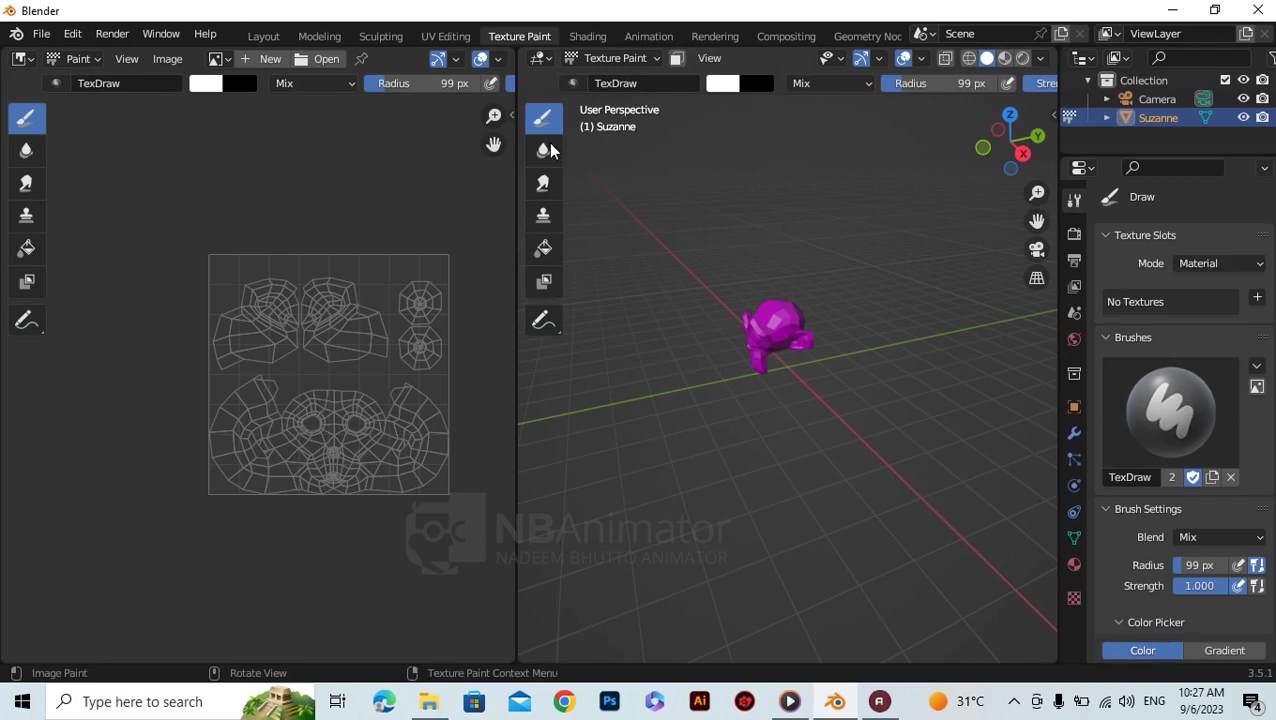 Blender
File Edit Render Window Help Layout Modeling Sculpting UV Editing Texture Paint Shading Animation Rendering Compositing Geometry Noc Scene ViewLayer
Paint View Image New Open
Texture Paint View
TexDraw Mix Radius 99 px
TexDraw Mix Radius 99 px Stre
User Perspective
(1) Suzanne
Z
Y
X
Collection
Camera
Suzanne
Draw
Texture Slots
Mode Material
No Textures
Brushes
TexDraw 2
Brush Settings
Blend Mix
Radius 99 px
Strength 1.000
Color Picker
Color Gradient
NBAnimator
NADEEM BHUTTO ANIMATOR
Image Paint Rotate View Texture Paint Context Menu 3.5.1
Type here to search
Ps
Ai
A
31°C
ENG
10:27 AM
9/6/2023
4